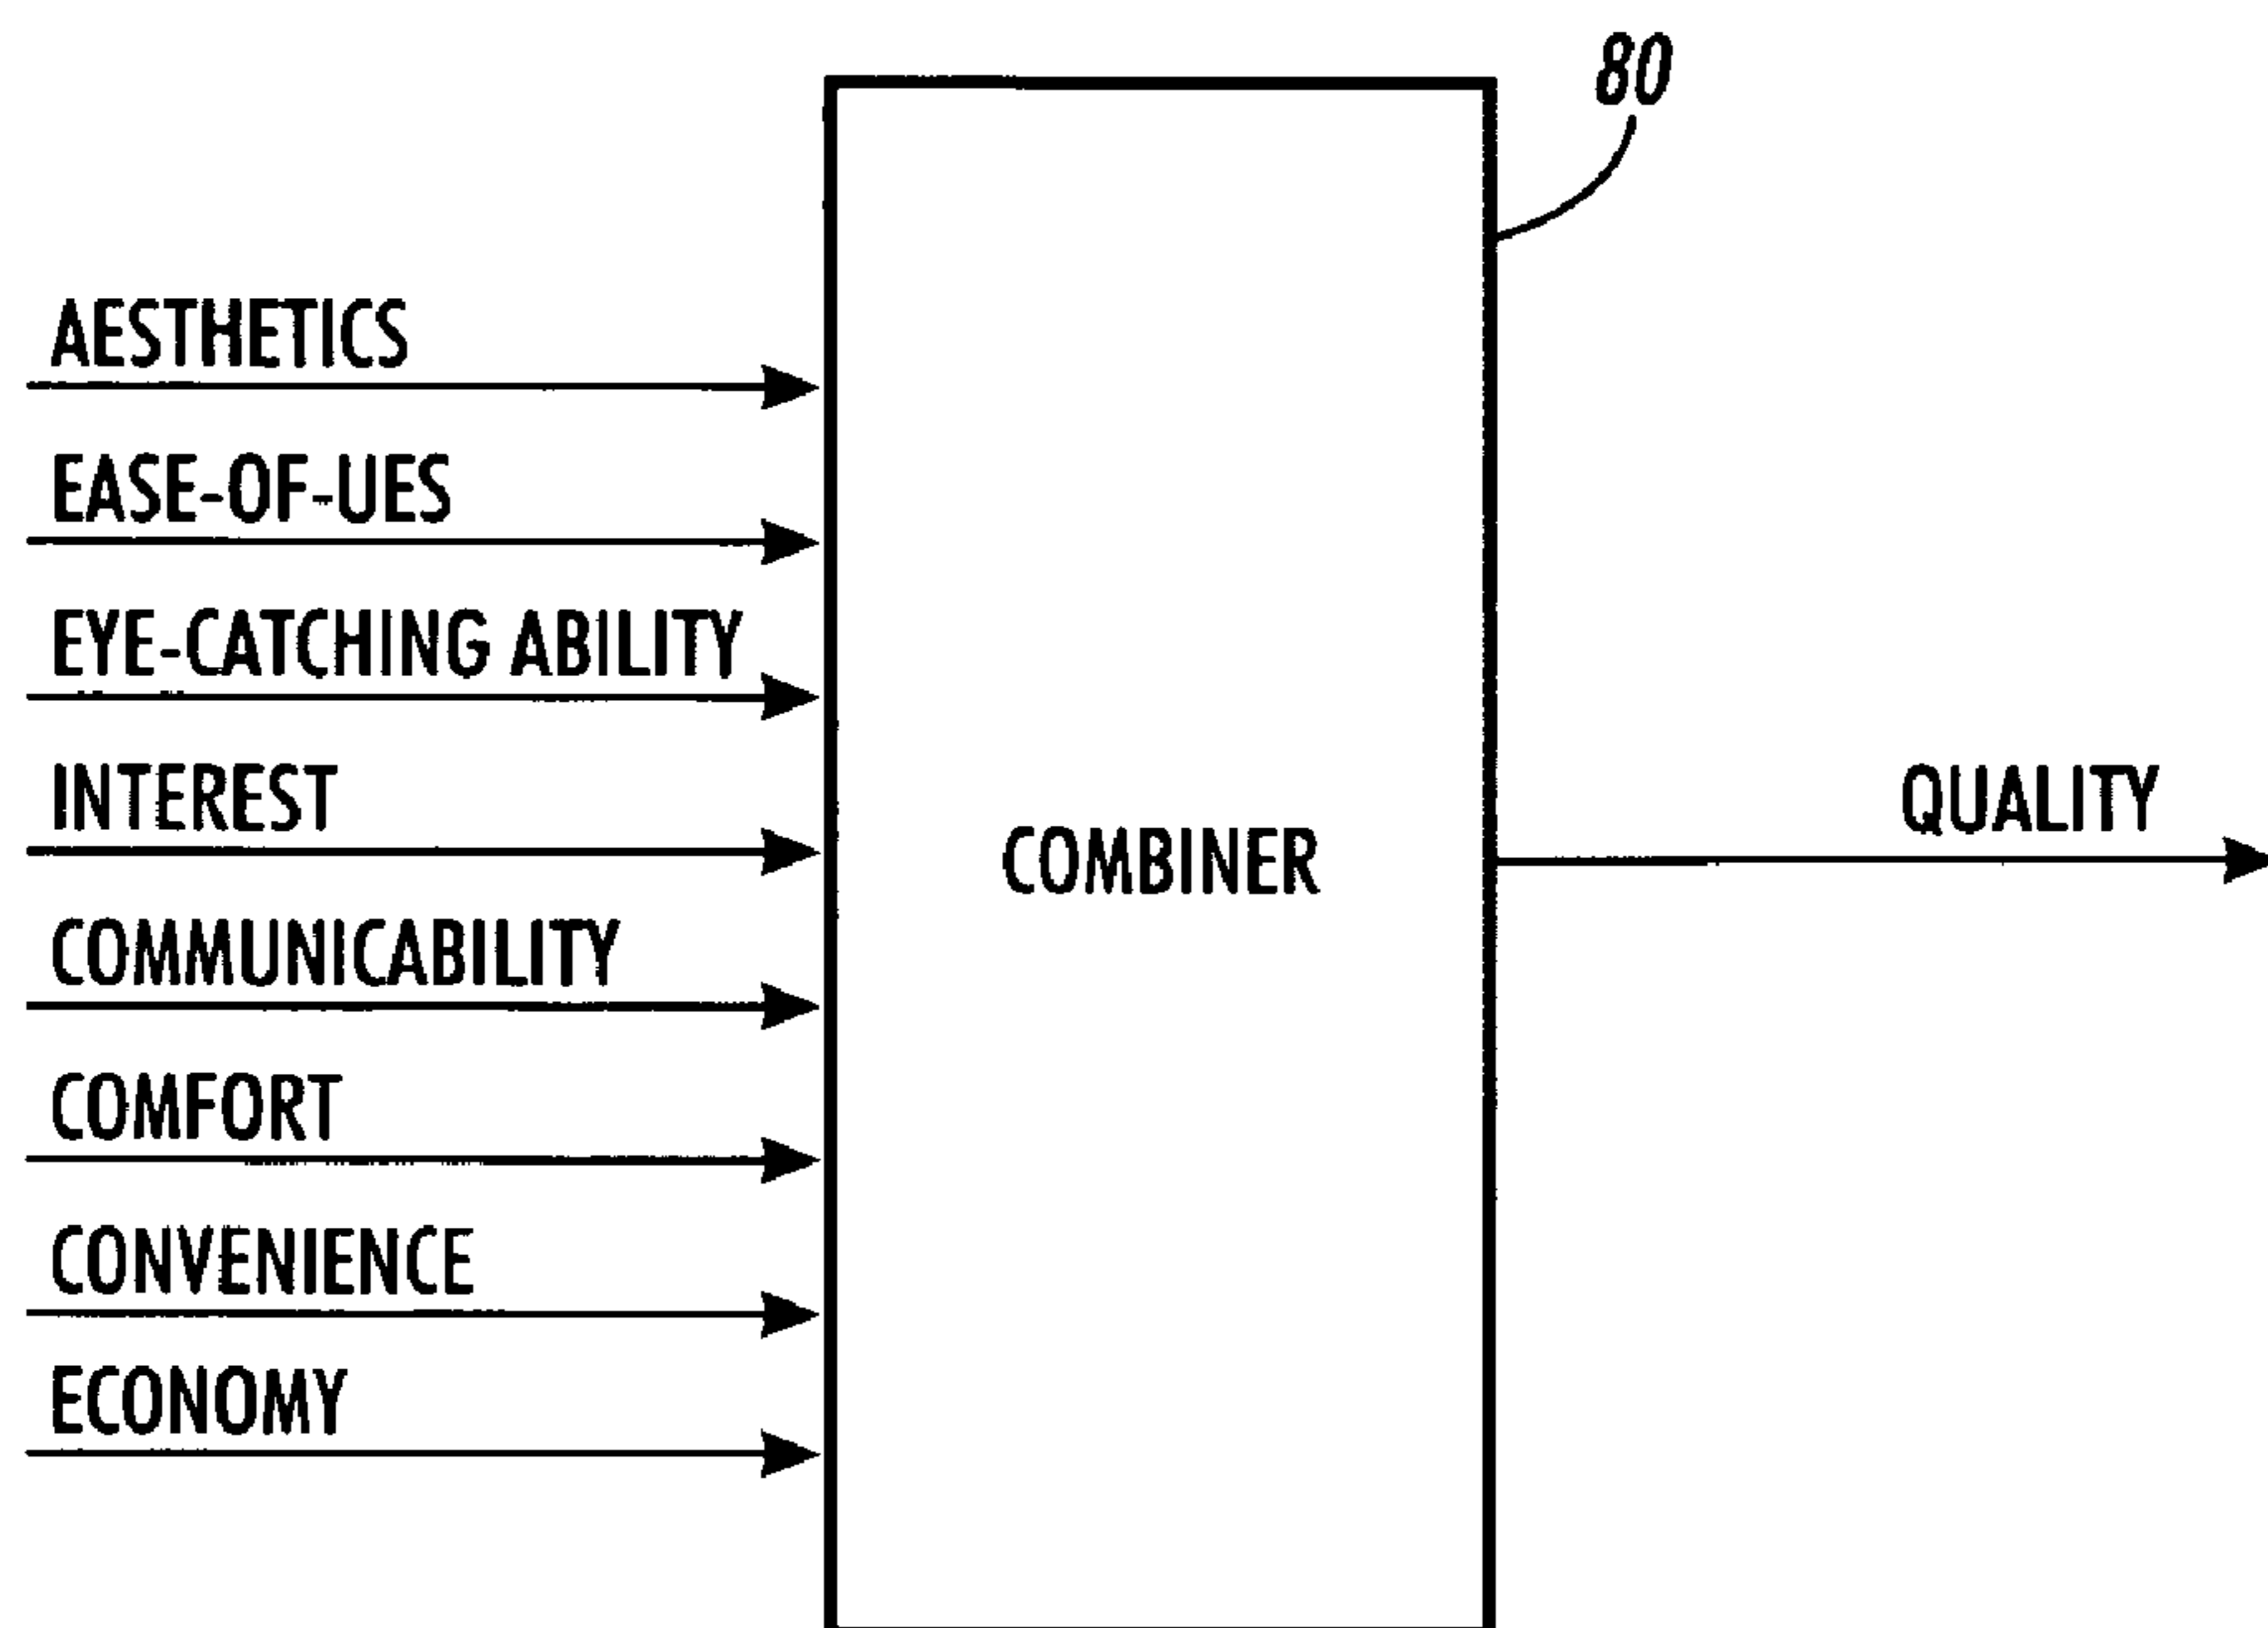 80
AESTHETICS
EASE-OF-UES
EYE-CATCHING ABILITY
INTEREST
QUALITY
COMBINER
COMMUNICABILITY
COMFORT
CONVENIENCE
ECONOMY